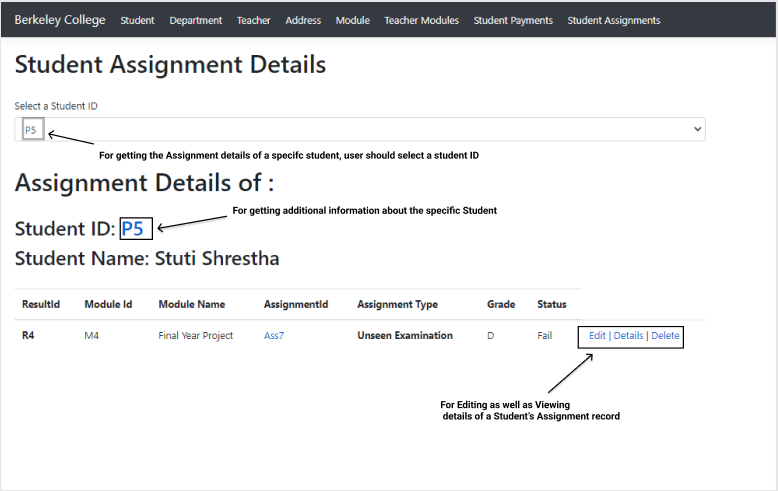 Berkeley College Student Department Teacher Address Module Teacher Modules Student Payments Student Assignments
Student Assignment Details
Select a Student ID
P5
For getting the Assignment details of a specifc student, user should select a student ID
Assignment Details of :
For getting additional information about the specific Student
Student ID: P5
Student Name: Stuti Shrestha
ResultId Module Id Module Name AssignmentId Assignment Type Grade Status
R4 M4 Final Year Project Ass7 Unseen Examination D Fail Edit | Details | Delete
For Editing as well as Viewing
details of a Student's Assignment record